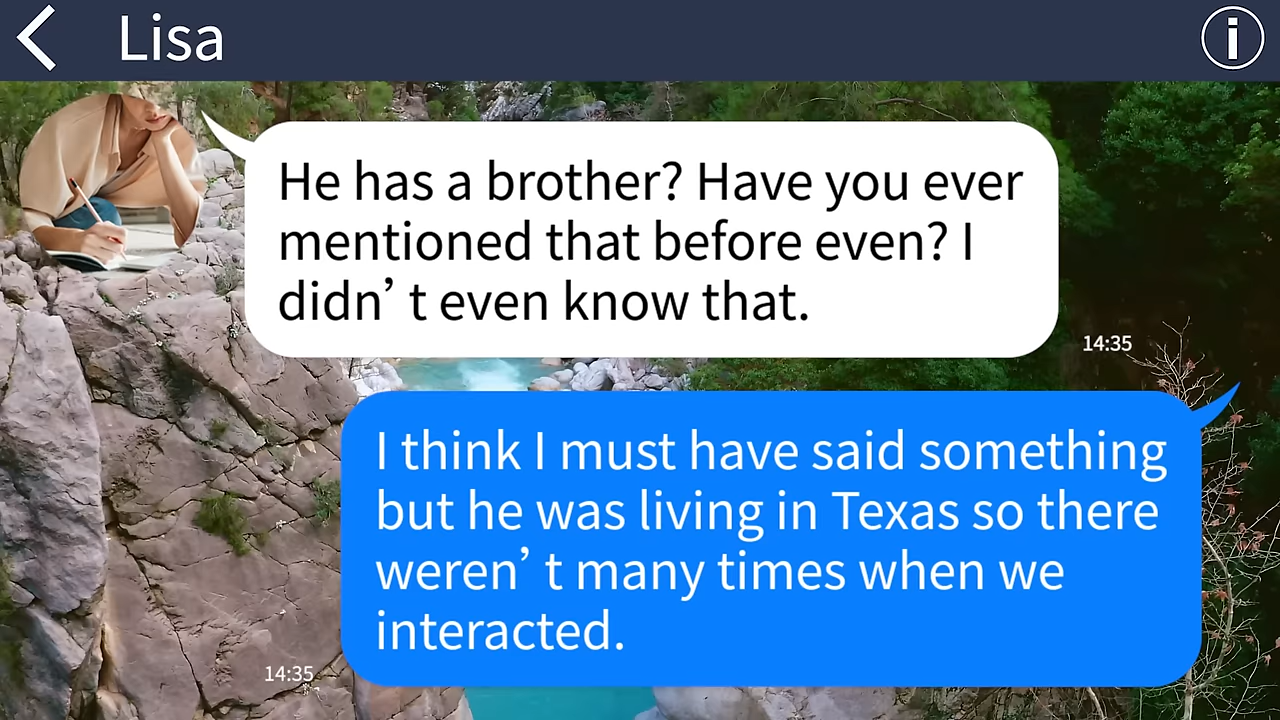 Lisa
He has a brother? Have you ever
mentioned that before even? I
didn’ t even know that.
14:35
I think I must have said something
but he was living in Texas so there
weren’ t many times when we
interacted.
14:35